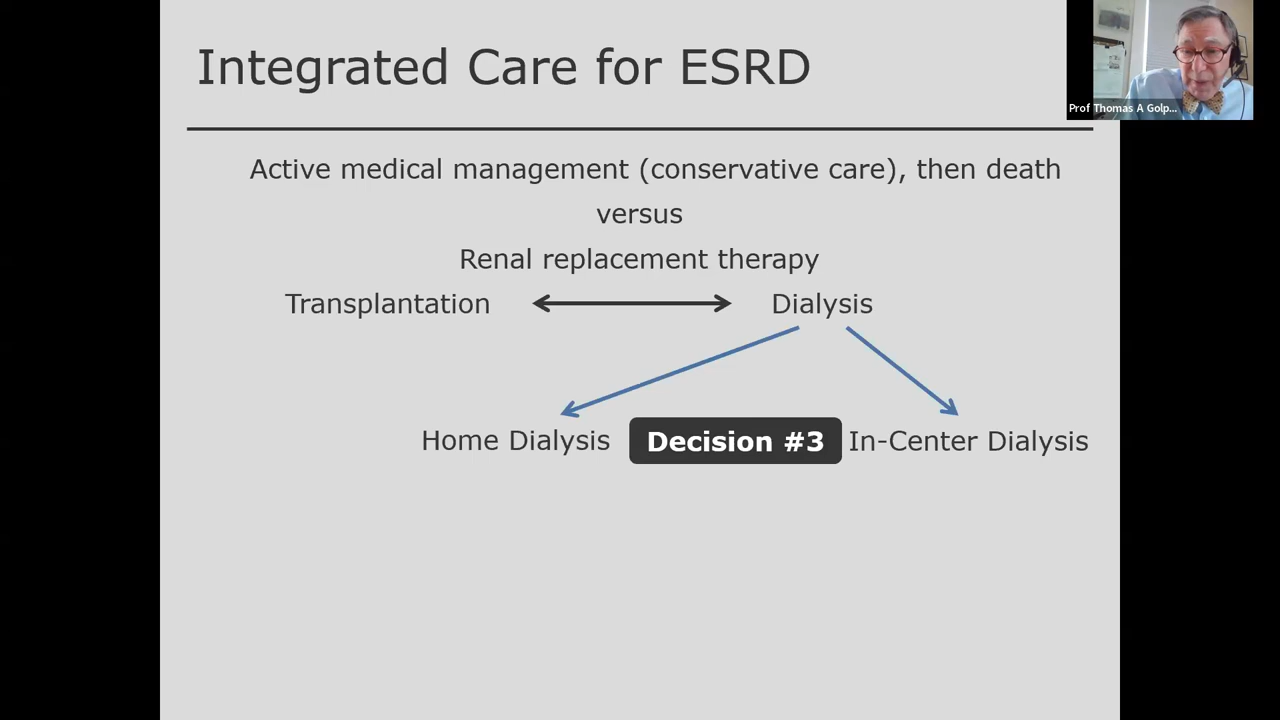 Integrated Care for ESRD
Prof Thomas A Golp...
Active medical management (conservative care), then death
versus
Renal replacement therapy
Transplantation
Dialysis
Home Dialysis
Decision #3
In-Center Dialysis